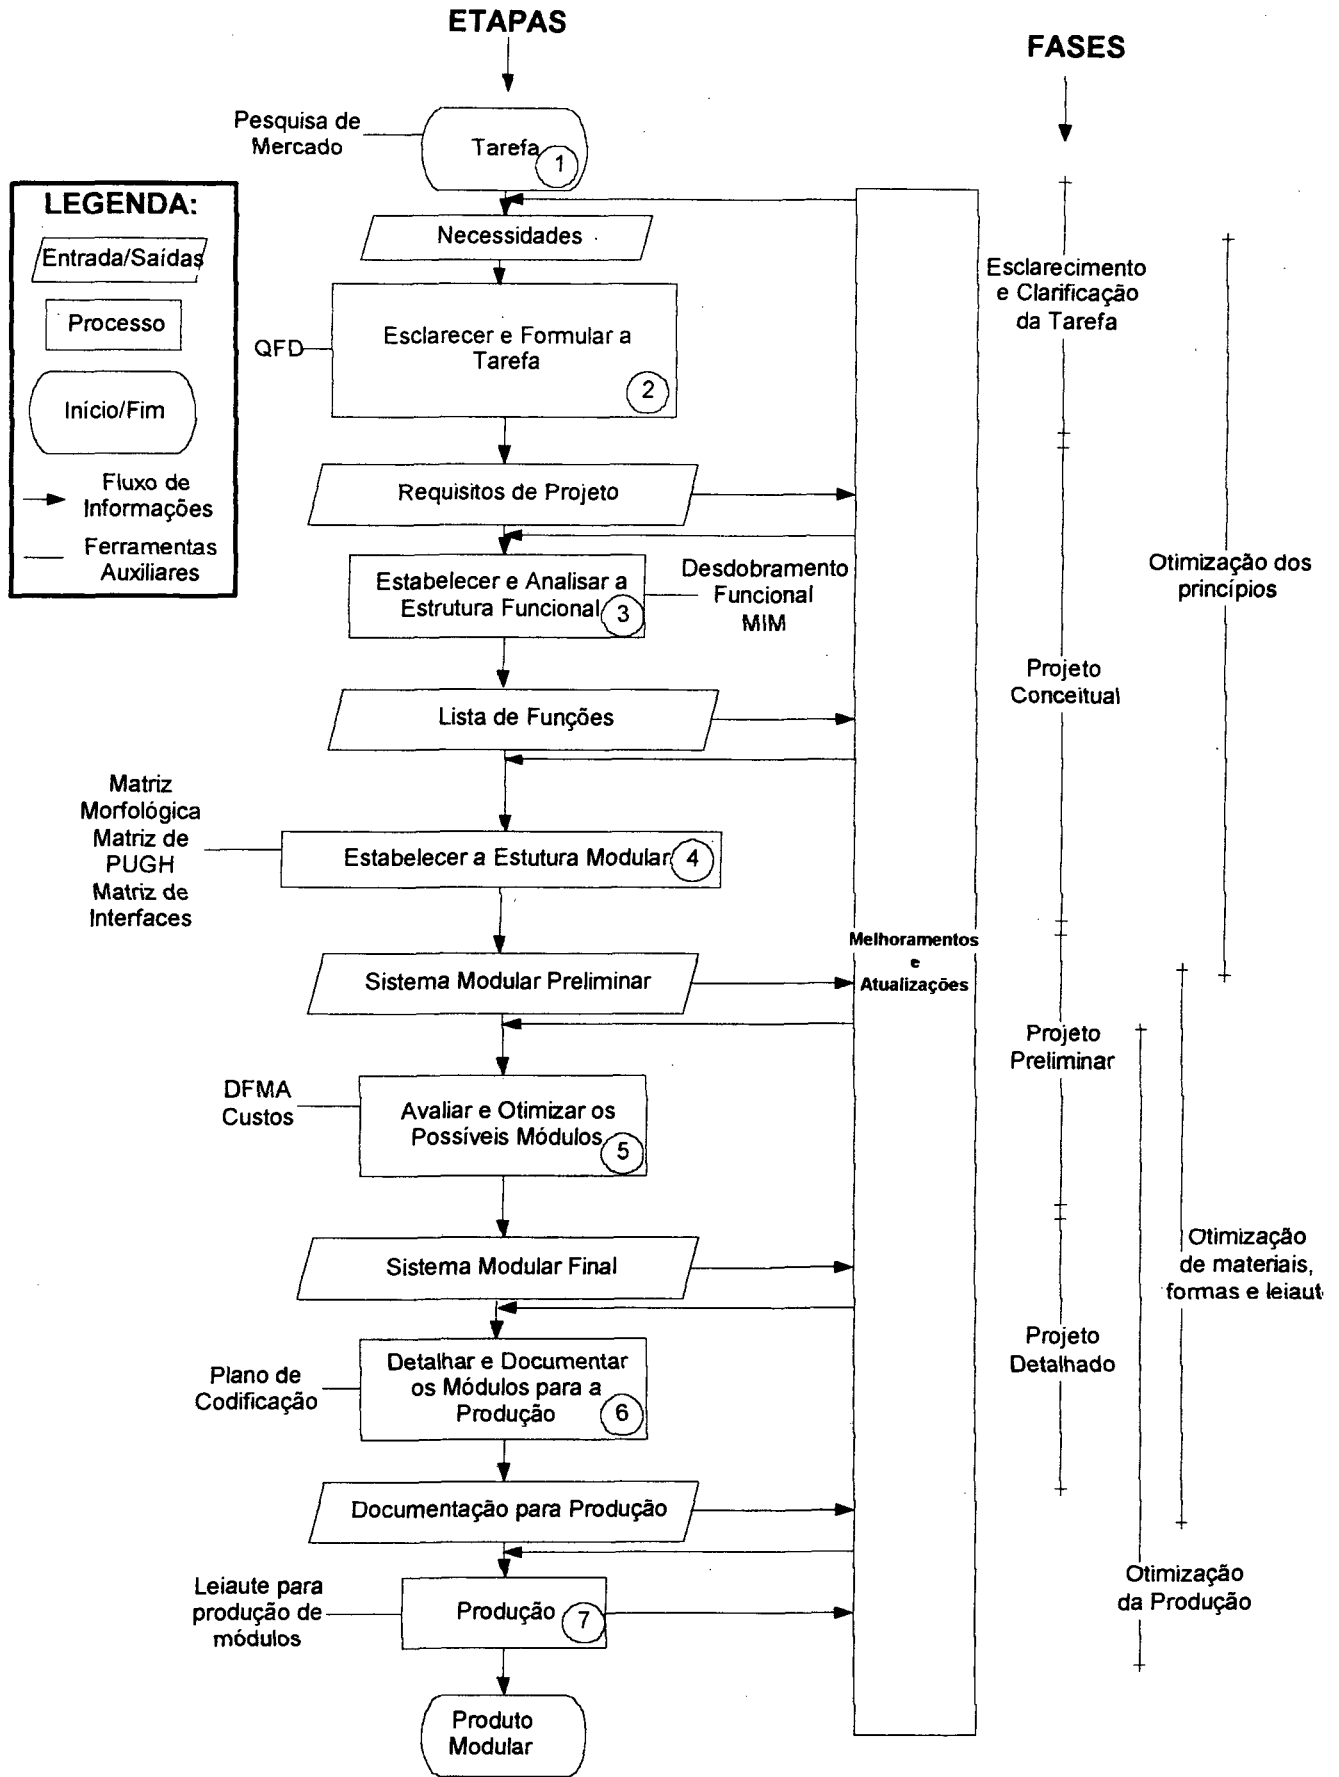 ETAPAS
FASES
Pesquisa de
Mercado
Tarefa
1
LEGENDA:
Entrada/Saídas
Processo
Início/Fim
Fluxo de
Informações
Ferramentas
Auxiliares
Necessidades
QFD
Esclarecer e Formular a
Tarefa
2
Requisitos de Projeto
Estabelecer e Analisar a
Estrutura Funcional
3
Desdobramento
Funcional
MIM
Lista de Funções
Matriz
Morfológica
Matriz de
PUGH
Matriz de
Interfaces
Estabelecer a Estutura Modular
4
Sistema Modular Preliminar
DFMA
Custos
Avaliar e Otimizar os
Possíveis Módulos
5
Sistema Modular Final
Plano de
Codificação
Detalhar e Documentar
os Módulos para a
Produção
6
Documentação para Produção
Leiaute para
produção de
módulos
Produção
7
Produto
Modular
Melhoramentos
e
Atualizações
Esclarecimento
e Clarificação
da Tarefa
Projeto
Conceitual
Projeto
Preliminar
Projeto
Detalhado
Otimização dos
princípios
Otimização
de materiais,
formas e leiaut
Otimização
da Produção